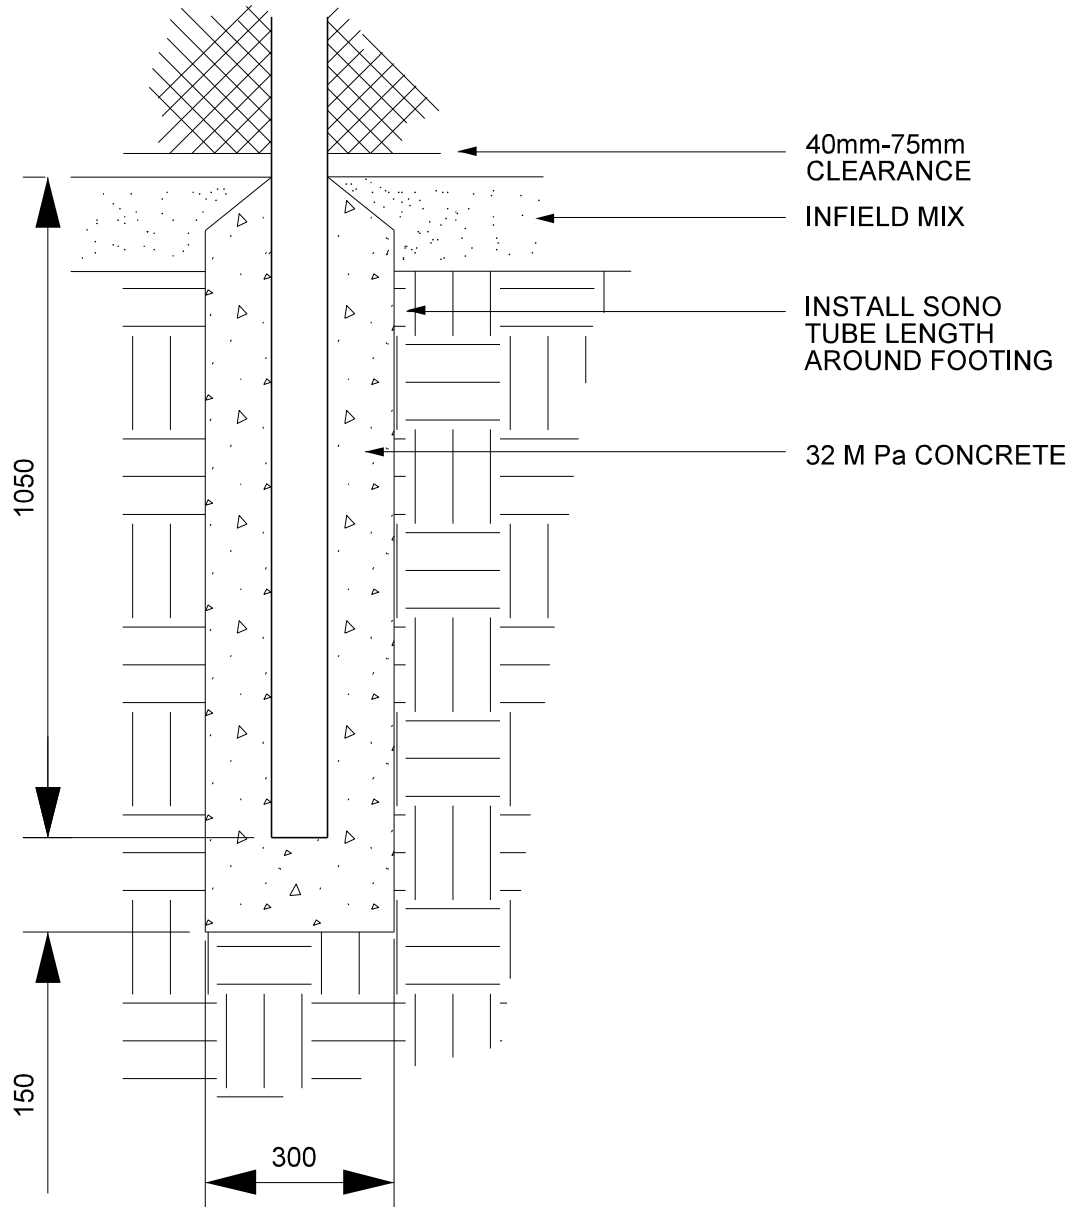 40mm-75mm
CLEARANCE
INFIELD MIX
INSTALL SONO
TUBE LENGTH
AROUND FOOTING
32 M Pa CONCRETE
1050
150
300